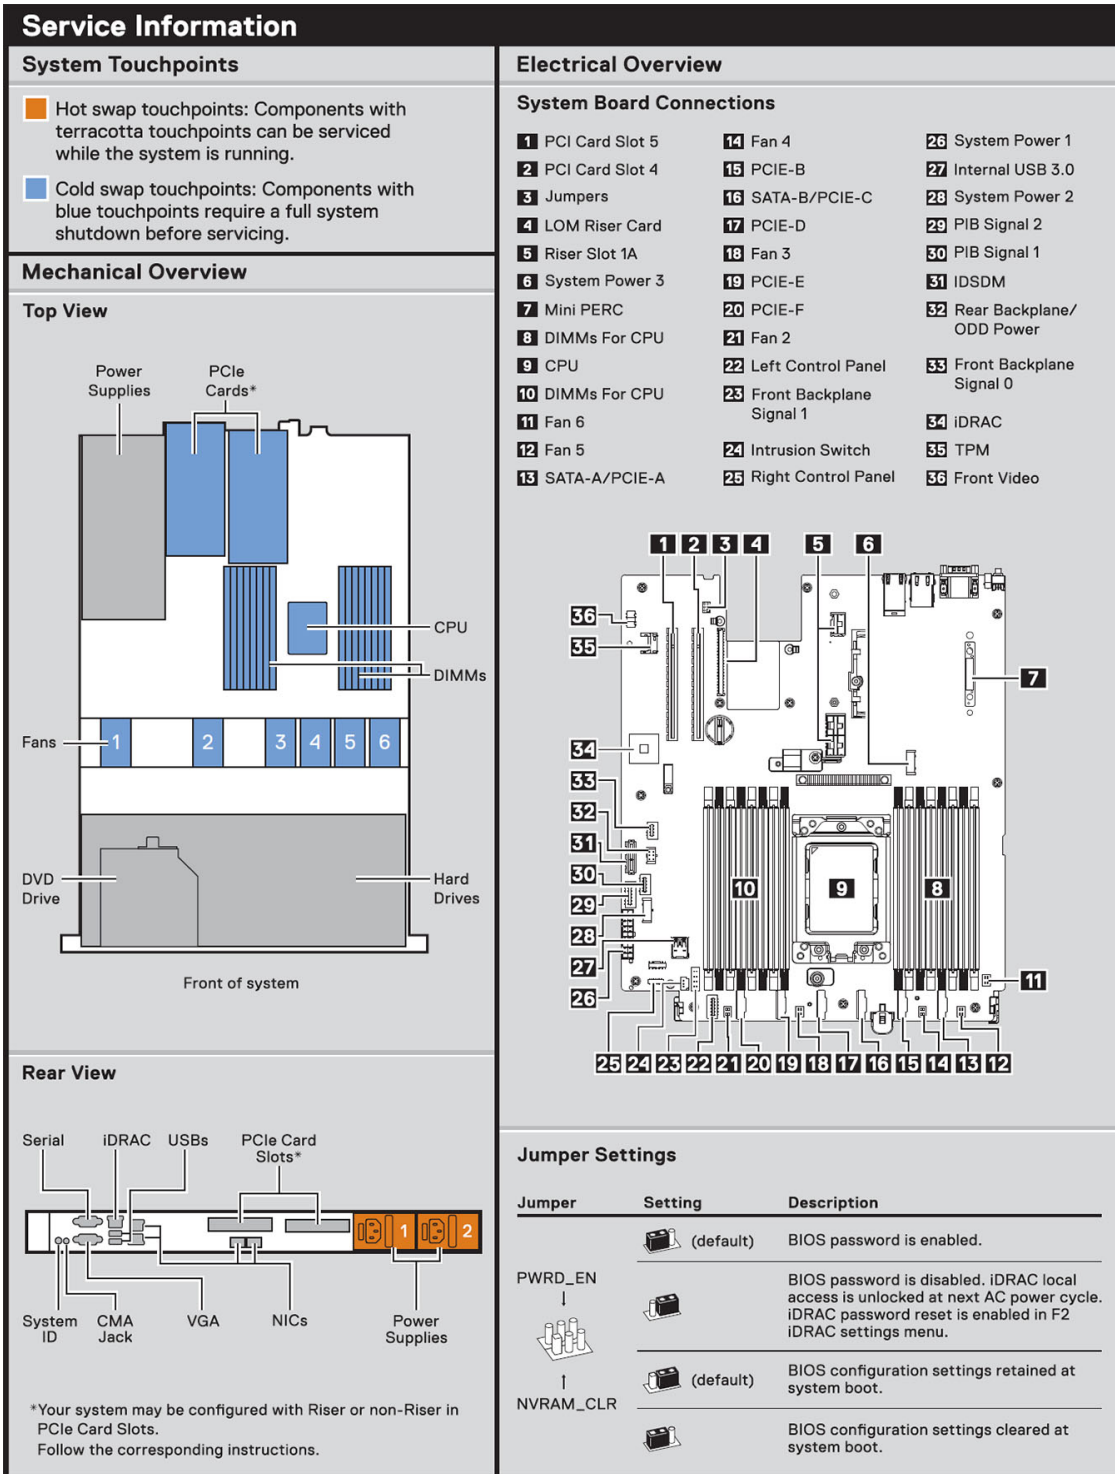 Service Information
System Touchpoints
Hot swap touchpoints: Components with
terracotta touchpoints can be serviced
while the system is running.
Cold swap touchpoints: Components with
blue touchpoints require a full system
shutdown before servicing.
Mechanical Overview
Top View
Power
Supplies
PCIe
Cards*
CPU
DIMMs
Fans
1
2
3
4
5
6
DVD
Drive
Hard
Drives
Front of system
Rear View
Serial
iDRAC
USBs
PCIe Card
Slots*
1
2
System
ID
CMA
Jack
VGA
NICs
Power
Supplies
*Your system may be configured with Riser or non-Riser in
PCIe Card Slots.
Follow the corresponding instructions.
Electrical Overview
System Board Connections
1 PCI Card Slot 5
2 PCI Card Slot 4
3 Jumpers
4 LOM Riser Card
5 Riser Slot 1A
6 System Power 3
7 Mini PERC
8 DIMMs For CPU
9 CPU
10 DIMMs For CPU
11 Fan 6
12 Fan 5
13 SATA-A/PCIE-A
14 Fan 4
15 PCIE-B
16 SATA-B/PCIE-C
17 PCIE-D
18 Fan 3
19 PCIE-E
20 PCIE-F
21 Fan 2
22 Left Control Panel
23 Front Backplane
Signal 1
24 Intrusion Switch
25 Right Control Panel
26 System Power 1
27 Internal USB 3.0
28 System Power 2
29 PIB Signal 2
30 PIB Signal 1
31 IDSDM
32 Rear Backplane/
ODD Power
33 Front Backplane
Signal 0
34 iDRAC
35 TPM
36 Front Video
1 2 3 4 5 6
36
35
7
34
33
32
31
30
29
28
27
26
10
9
8
11
25 24 23 22 21 20 19 18 17 16 15 14 13 12
Jumper Settings
Jumper Setting Description
PWRD_EN
(default)
BIOS password is enabled.
BIOS password is disabled. iDRAC local
access is unlocked at next AC power cycle.
iDRAC password reset is enabled in F2
iDRAC settings menu.
NVRAM_CLR
(default)
BIOS configuration settings retained at
system boot.
BIOS configuration settings cleared at
system boot.